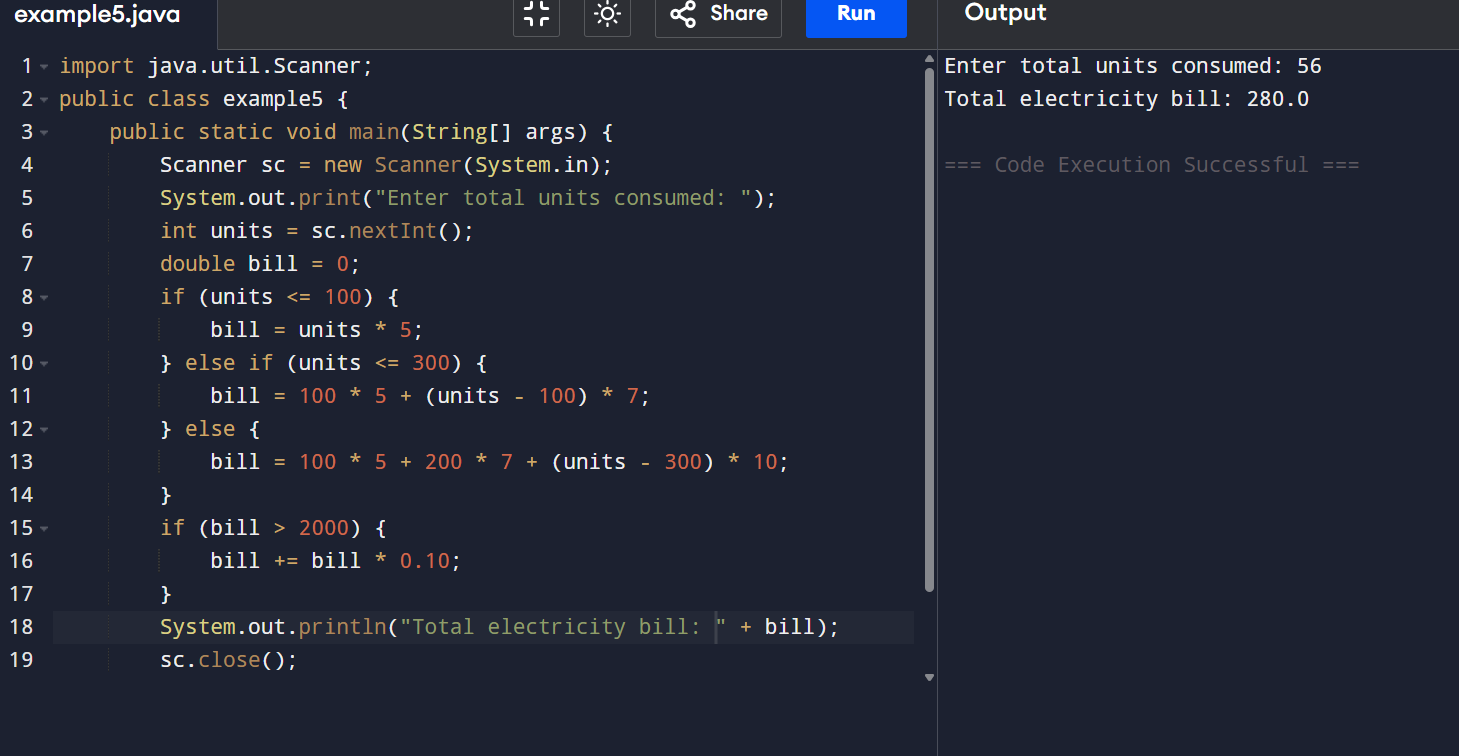 example5.java
Share
Run
Output
1 import java.util.Scanner;
2 public class example5 {
3     public static void main(String[] args) {
4         Scanner sc = new Scanner(System.in);
5         System.out.print("Enter total units consumed: ");
6         int units = sc.nextInt();
7         double bill = 0;
8         if (units <= 100) {
9             bill = units * 5;
10         } else if (units <= 300) {
11             bill = 100 * 5 + (units - 100) * 7;
12         } else {
13             bill = 100 * 5 + 200 * 7 + (units - 300) * 10;
14         }
15         if (bill > 2000) {
16             bill += bill * 0.10;
17         }
18         System.out.println("Total electricity bill: " + bill);
19         sc.close();
Enter total units consumed: 56
Total electricity bill: 280.0
=== Code Execution Successful ===